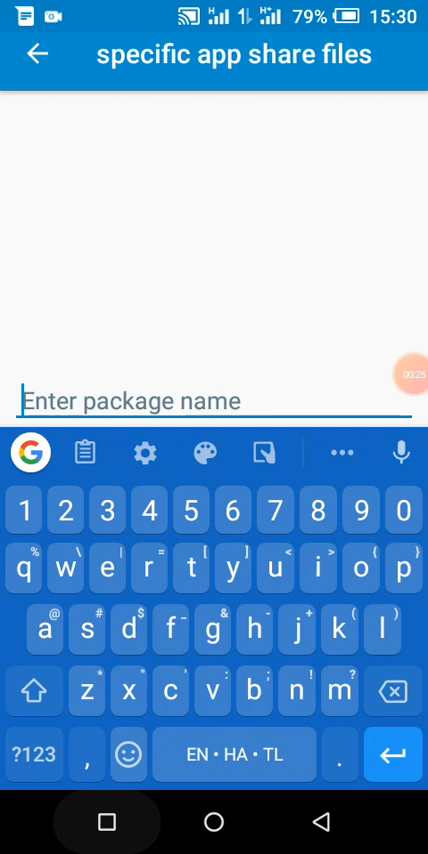 H 79% 15:30
specific app share files
00:25
Enter package name
1 2 3 4 5 6 7 8 9 0
% \ | = [ ] < > { }
q w e r t y u i o p
@ # $ _ & - + ( )
a s d f g h j k l
* " ' : ; ! ?
z x c v b n m
?123 , EN • HA • TL .